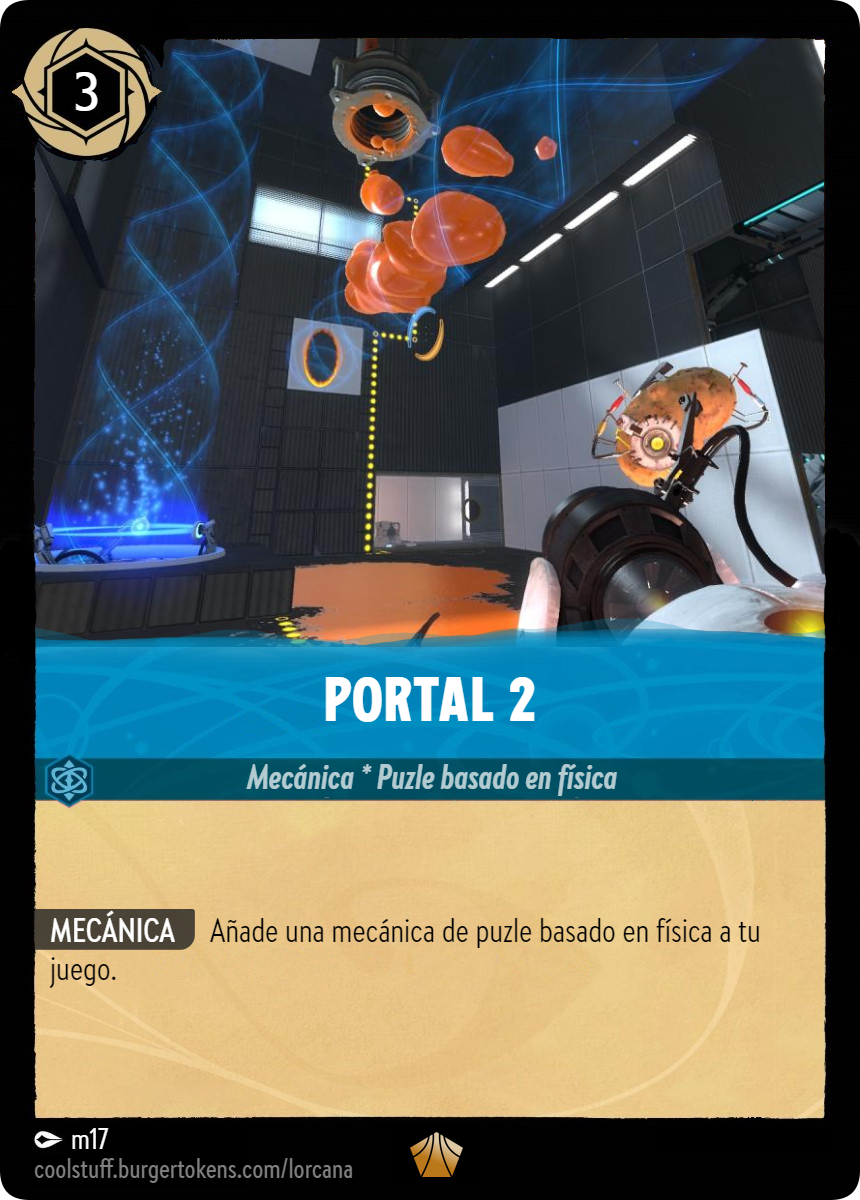 3
PORTAL 2
Mecánica * Puzle basado en física
MECÁNICA Añade una mecánica de puzle basado en física a tu
juego.
m17
coolstuff.burgertokens.com/lorcana